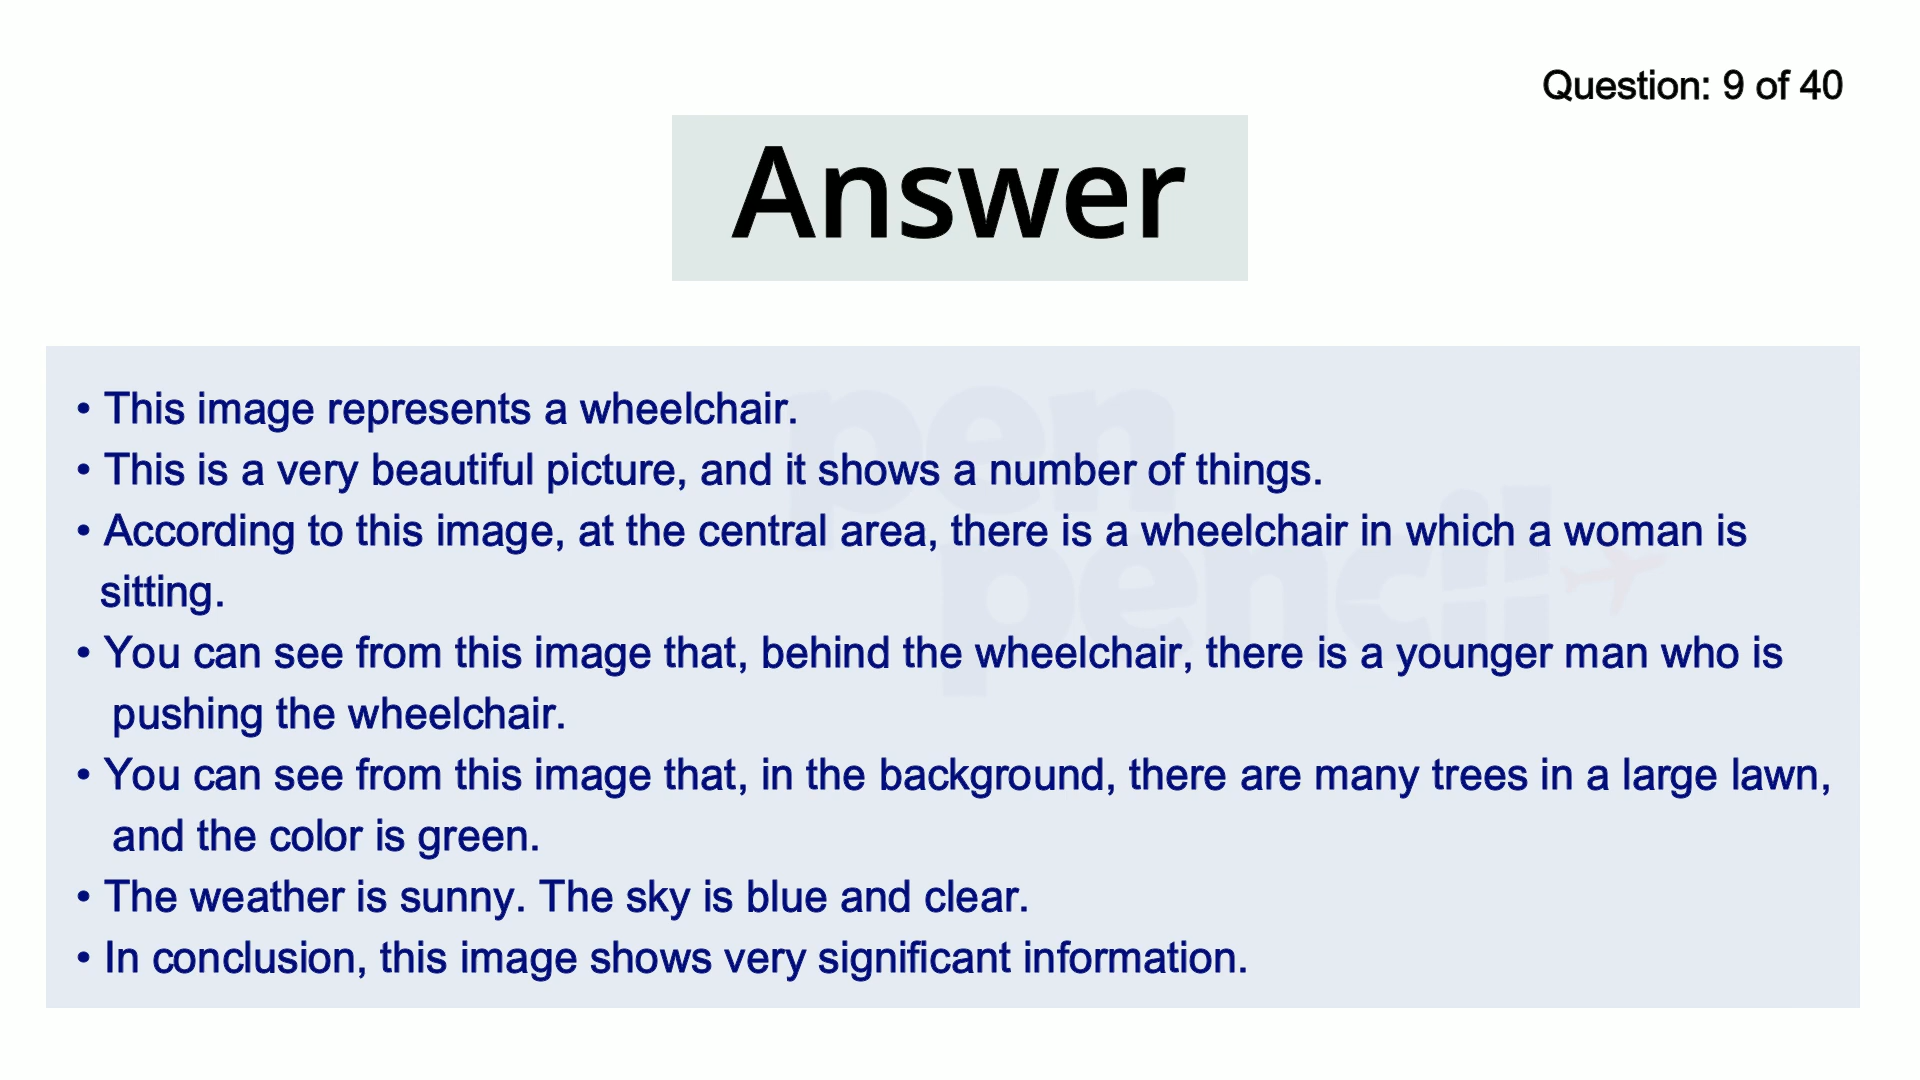 Question: 9 of 40
Answer
• This image represents a wheelchair.
• This is a very beautiful picture, and it shows a number of things.
• According to this image, at the central area, there is a wheelchair in which a woman is
sitting.
• You can see from this image that, behind the wheelchair, there is a younger man who is
pushing the wheelchair.
• You can see from this image that, in the background, there are many trees in a large lawn,
and the color is green.
• The weather is sunny. The sky is blue and clear.
• In conclusion, this image shows very significant information.
pen
pencil